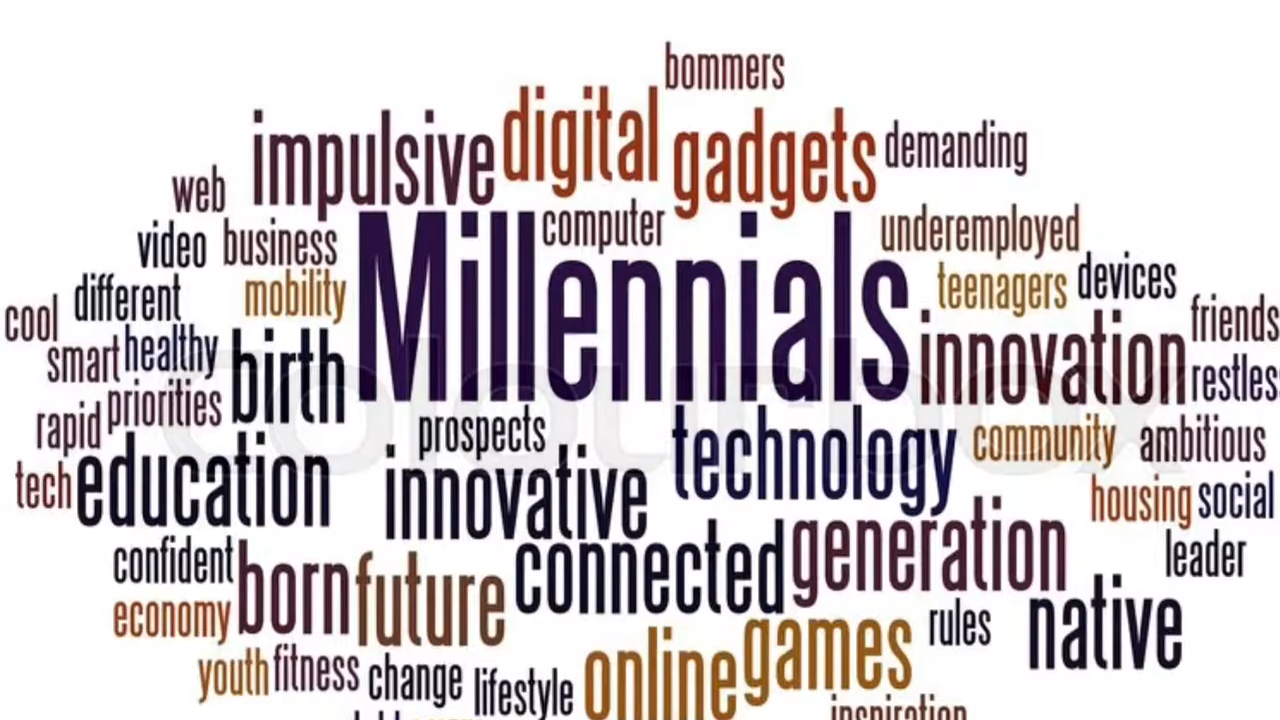 bommers
impulsive digital gadgets demanding
web
computer
video business
underemployed
different mobility Millennials teenagers devices
cool
friends
smart healthy birth innovation
restless
rapid priorities
prospects technology community ambitious
tech education innovative
housing social
confident connected generation leader
born future
economy
games rules native
youth fitness change lifestyle online
inspiration
colourbox